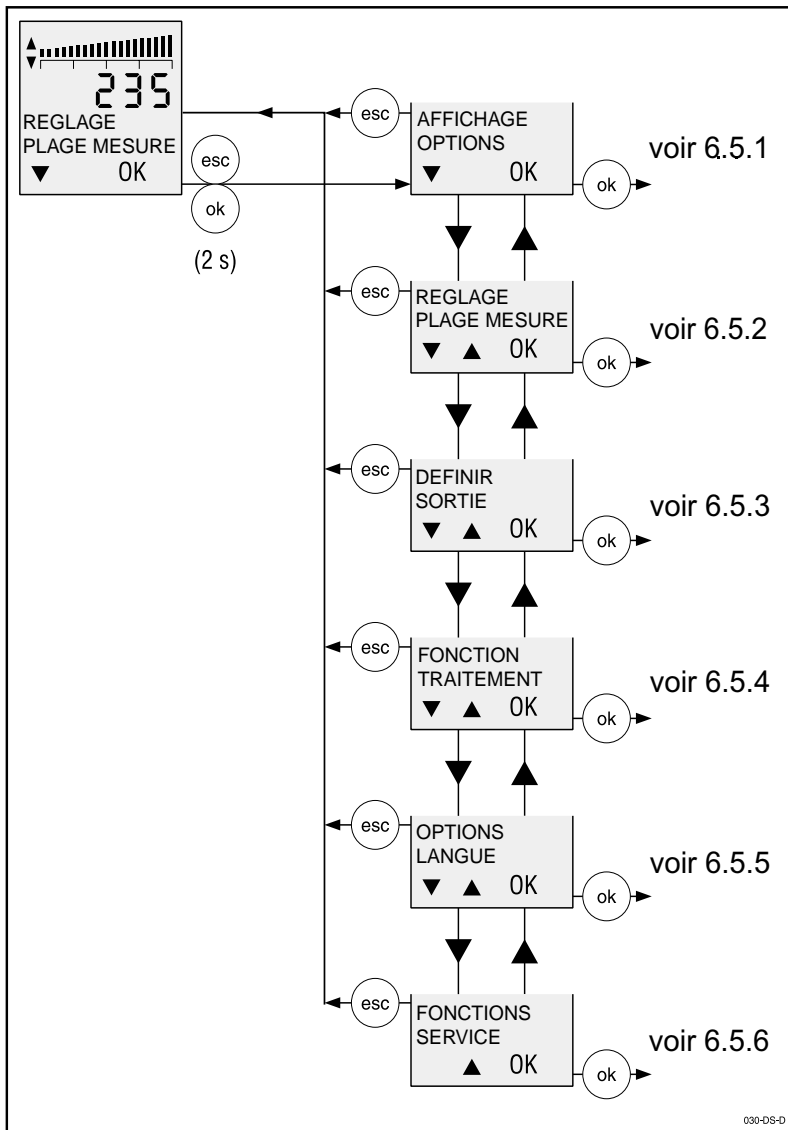 235
REGLAGE
PLAGE MESURE
▼ OK
esc
ok
(2 s)
esc
AFFICHAGE
OPTIONS
▼ OK
ok
voir 6.5.1
esc
REGLAGE
PLAGE MESURE
▼ ▲ OK
ok
voir 6.5.2
esc
DEFINIR
SORTIE
▼ ▲ OK
ok
voir 6.5.3
esc
FONCTION
TRAITEMENT
▼ ▲ OK
ok
voir 6.5.4
esc
OPTIONS
LANGUE
▼ ▲ OK
ok
voir 6.5.5
esc
FONCTIONS
SERVICE
▲ OK
ok
voir 6.5.6
030-DS-D